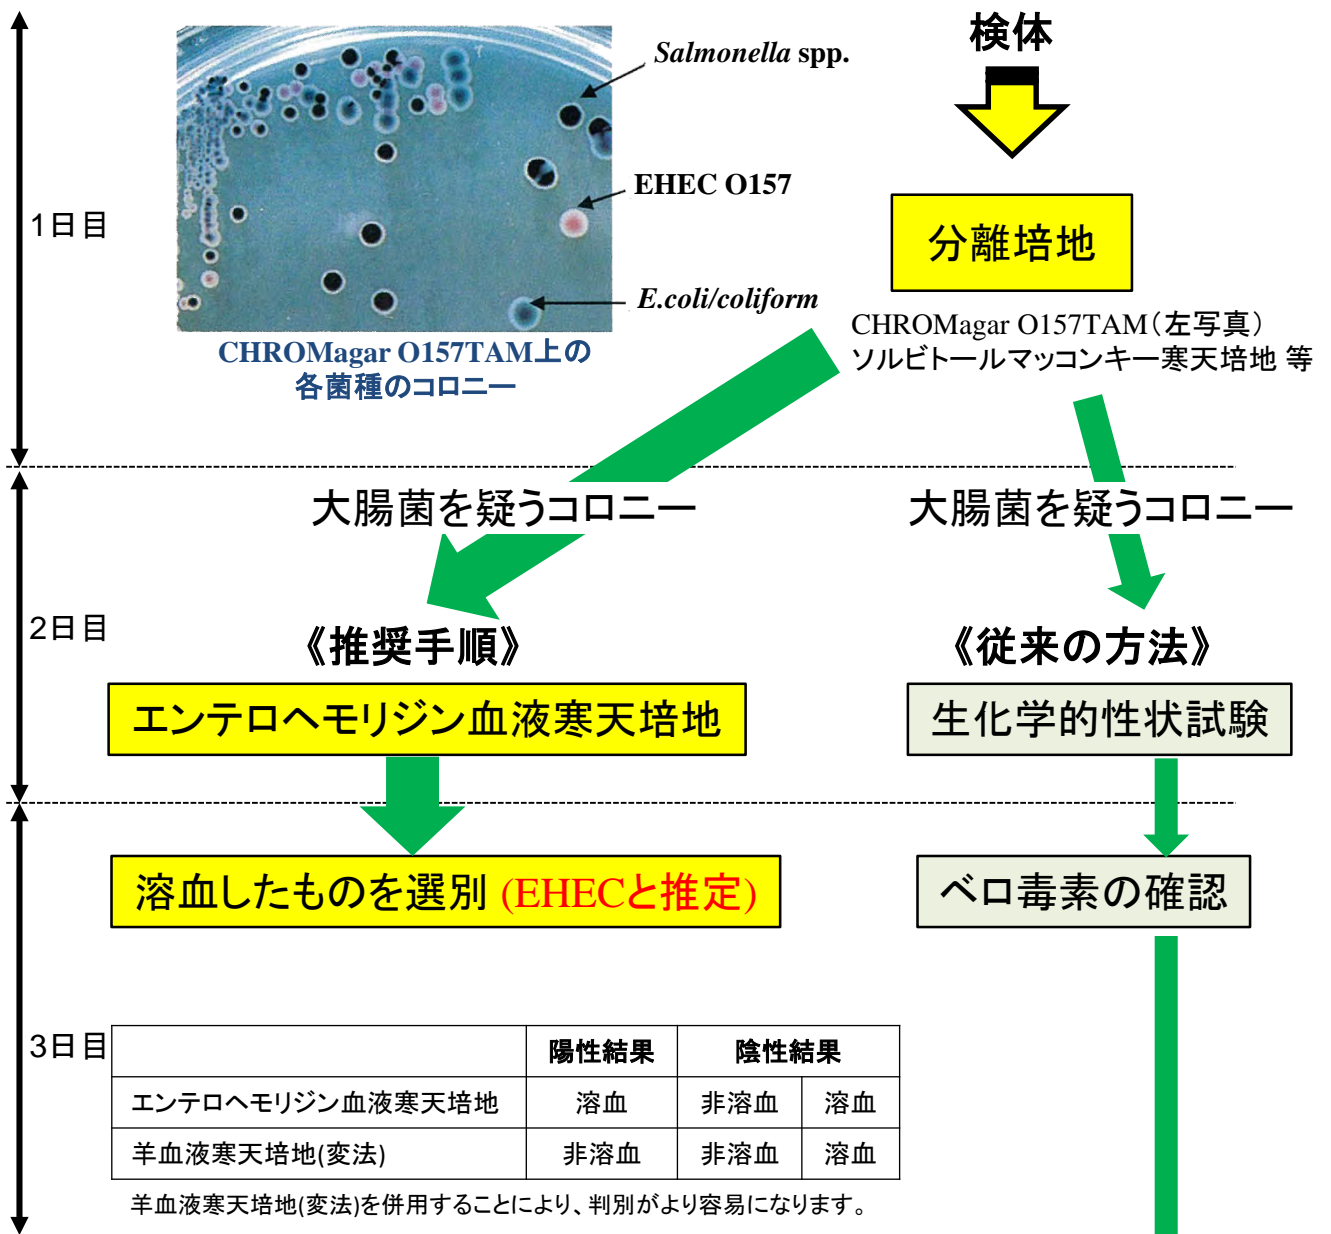 検体
Salmonella spp.
EHEC O157
E.coli/coliform
CHROMagar O157TAM上の
各菌種のコロニー
1日目
分離培地
CHROMagar O157TAM(左写真)
ソルビトールマッコンキー寒天培地 等
大腸菌を疑うコロニー
大腸菌を疑うコロニー
2日目
《推奨手順》
《従来の方法》
エンテロヘモリジン血液寒天培地
生化学的性状試験
溶血したものを選別 (EHECと推定)
ベロ毒素の確認
3日目
陽性結果 陰性結果
エンテロヘモリジン血液寒天培地 溶血 非溶血 溶血
羊血液寒天培地(変法) 非溶血 非溶血 溶血
羊血液寒天培地(変法)を併用することにより、判別がより容易になります。